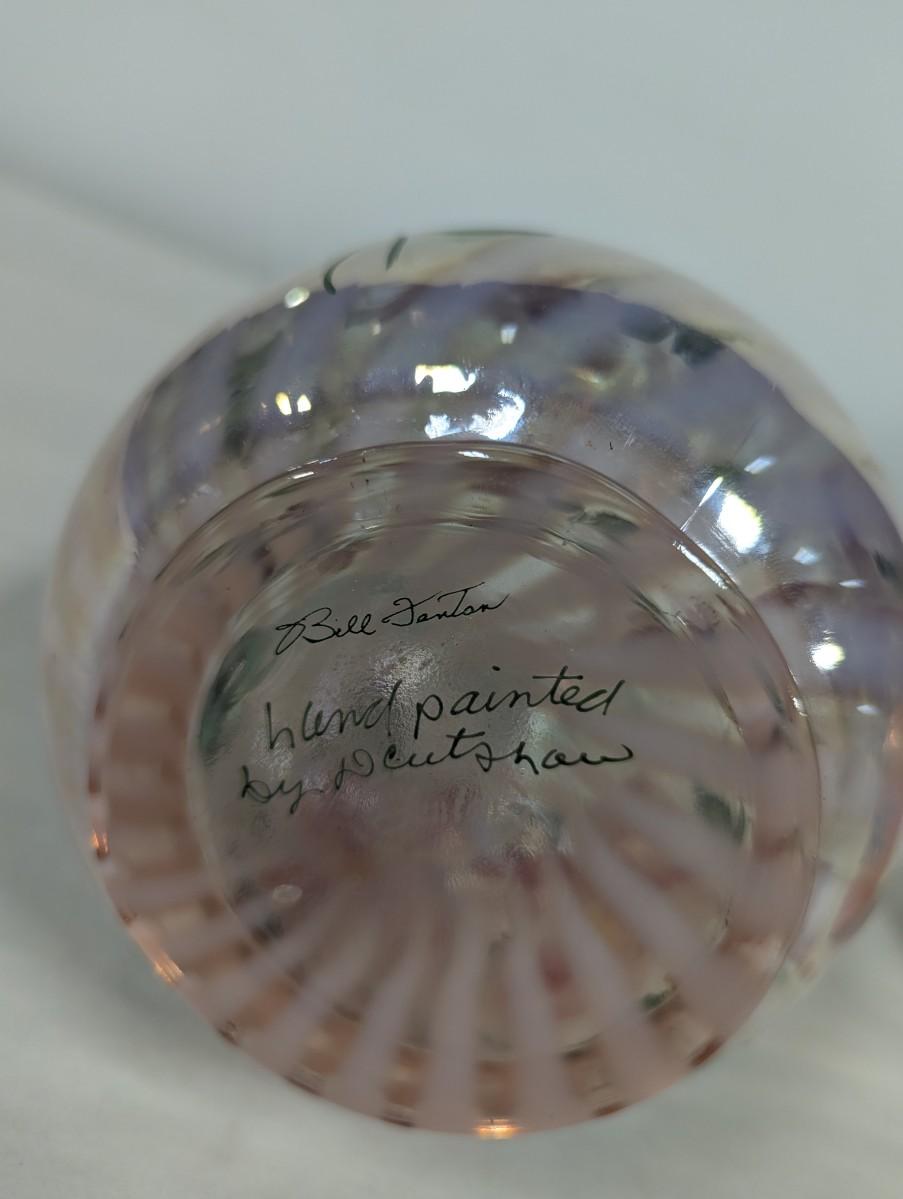 Bill Fenton
hand painted
by D Cutshaw